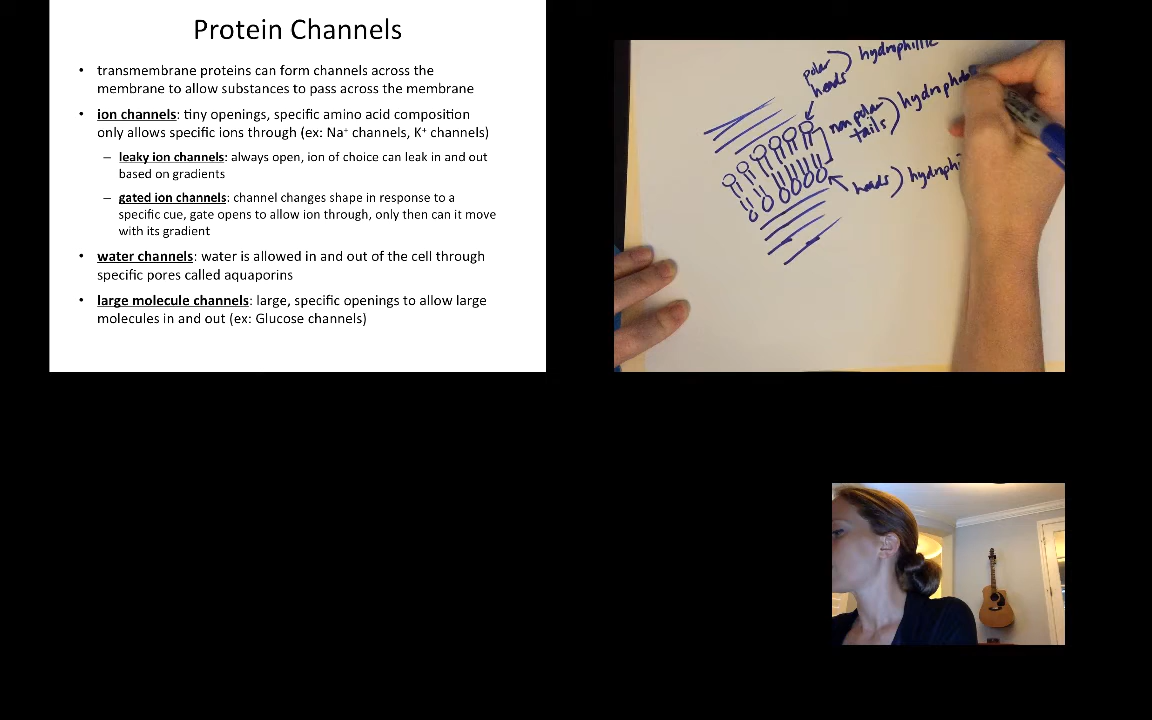 Protein Channels
• transmembrane proteins can form channels across the
membrane to allow substances to pass across the membrane
• ion channels: tiny openings, specific amino acid composition
only allows specific ions through (ex: Na⁺ channels, K⁺ channels)
– leaky ion channels: always open, ion of choice can leak in and out
based on gradients
– gated ion channels: channel changes shape in response to a
specific cue, gate opens to allow ion through, only then can it move
with its gradient
• water channels: water is allowed in and out of the cell through
specific pores called aquaporins
• large molecule channels: large, specific openings to allow large
molecules in and out (ex: Glucose channels)
polar
heads
hydrophillic
non polar
tails
hydrophob
heads
hydrophi